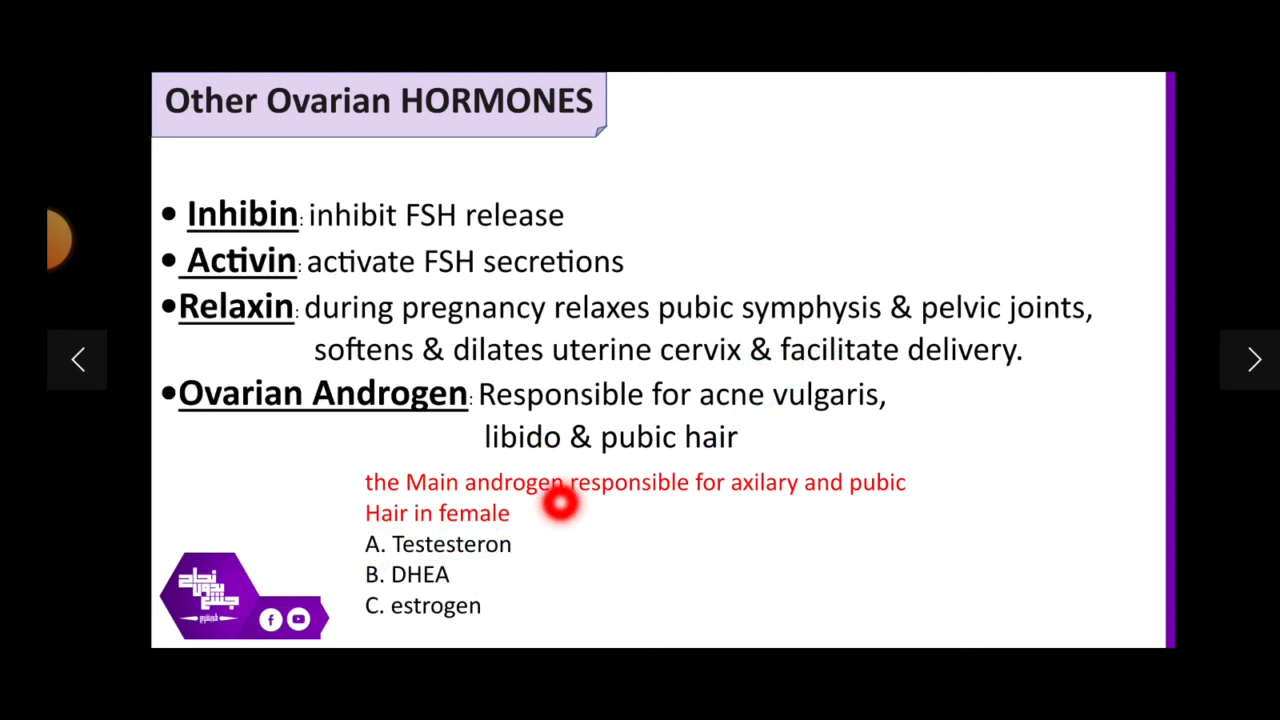 Other Ovarian HORMONES
• Inhibin: inhibit FSH release
• Activin: activate FSH secretions
•Relaxin: during pregnancy relaxes pubic symphysis & pelvic joints,
softens & dilates uterine cervix & facilitate delivery.
•Ovarian Androgen: Responsible for acne vulgaris,
libido & pubic hair
the Main androgen responsible for axilary and pubic
Hair in female
A. Testesteron
B. DHEA
C. estrogen
نجاح
بدون